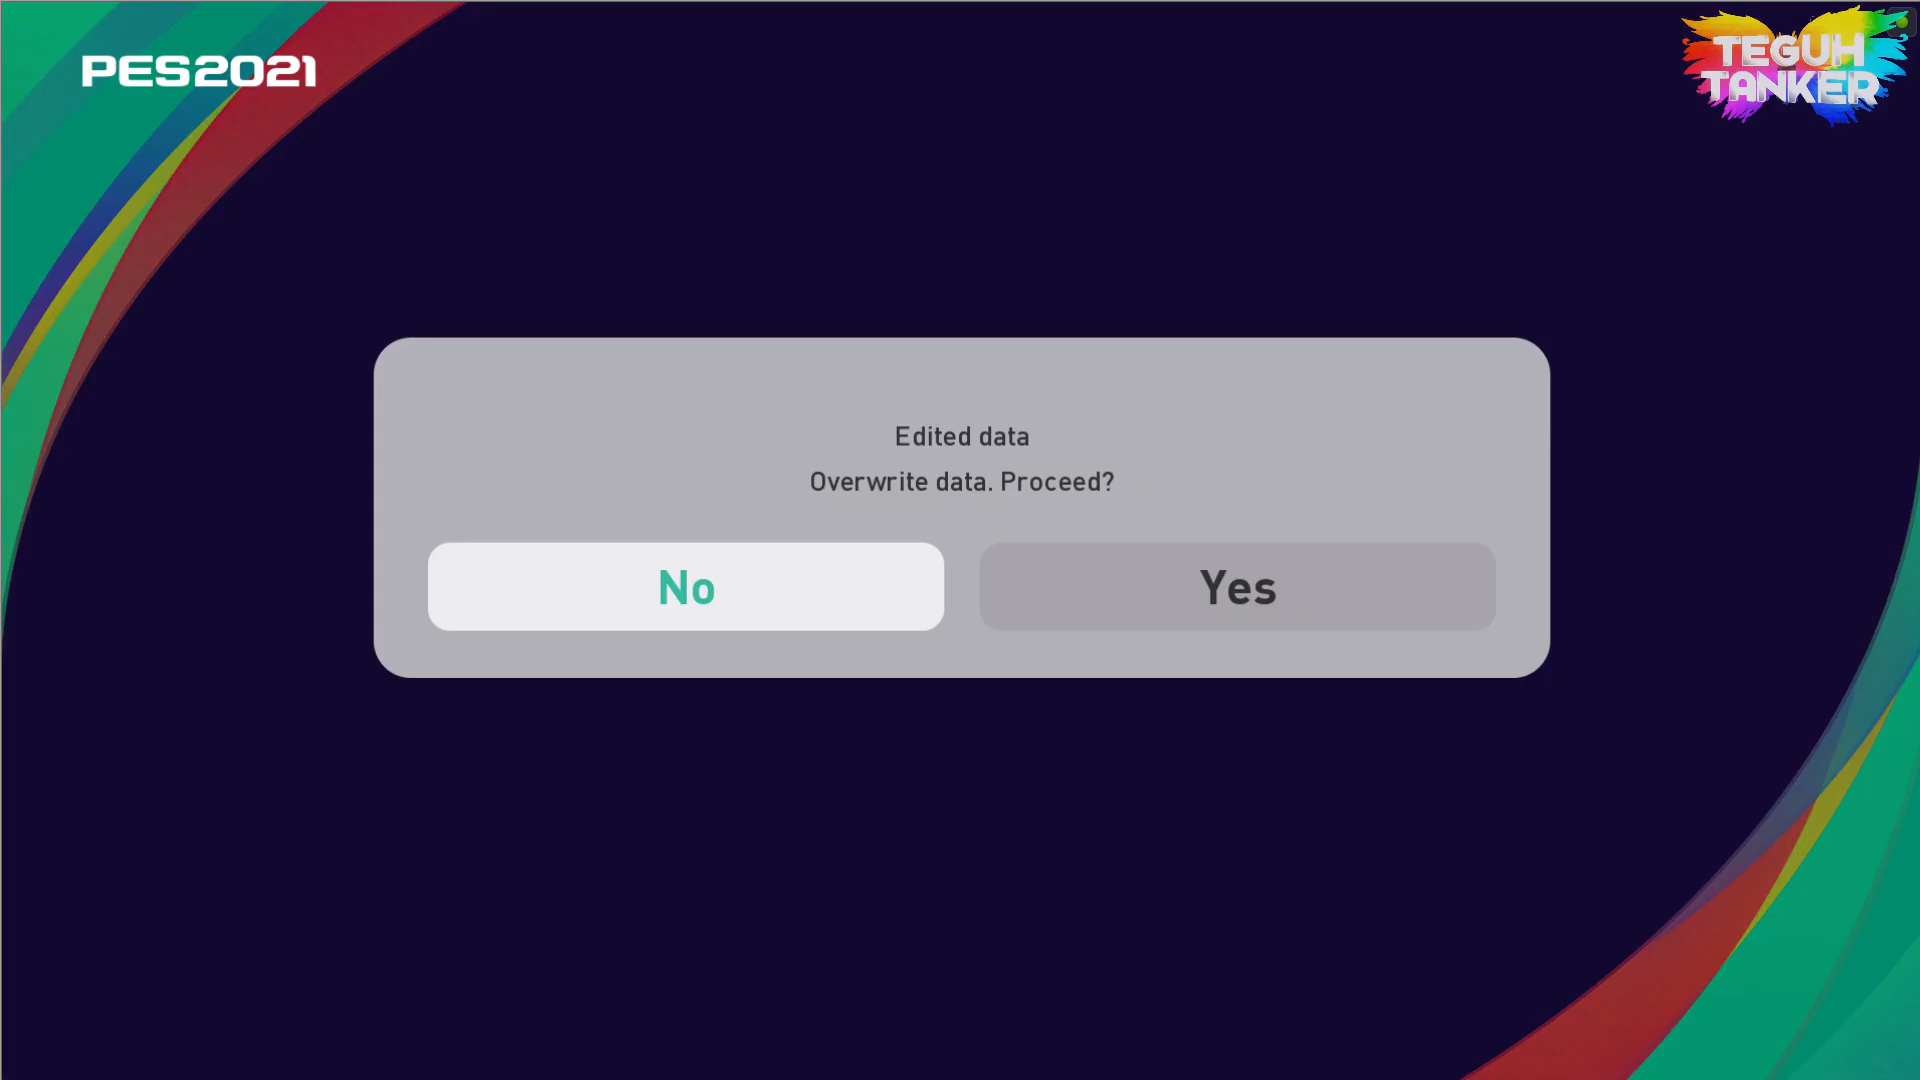 PES2021
TEGUH
TANKER
Edited data
Overwrite data. Proceed?
No
Yes